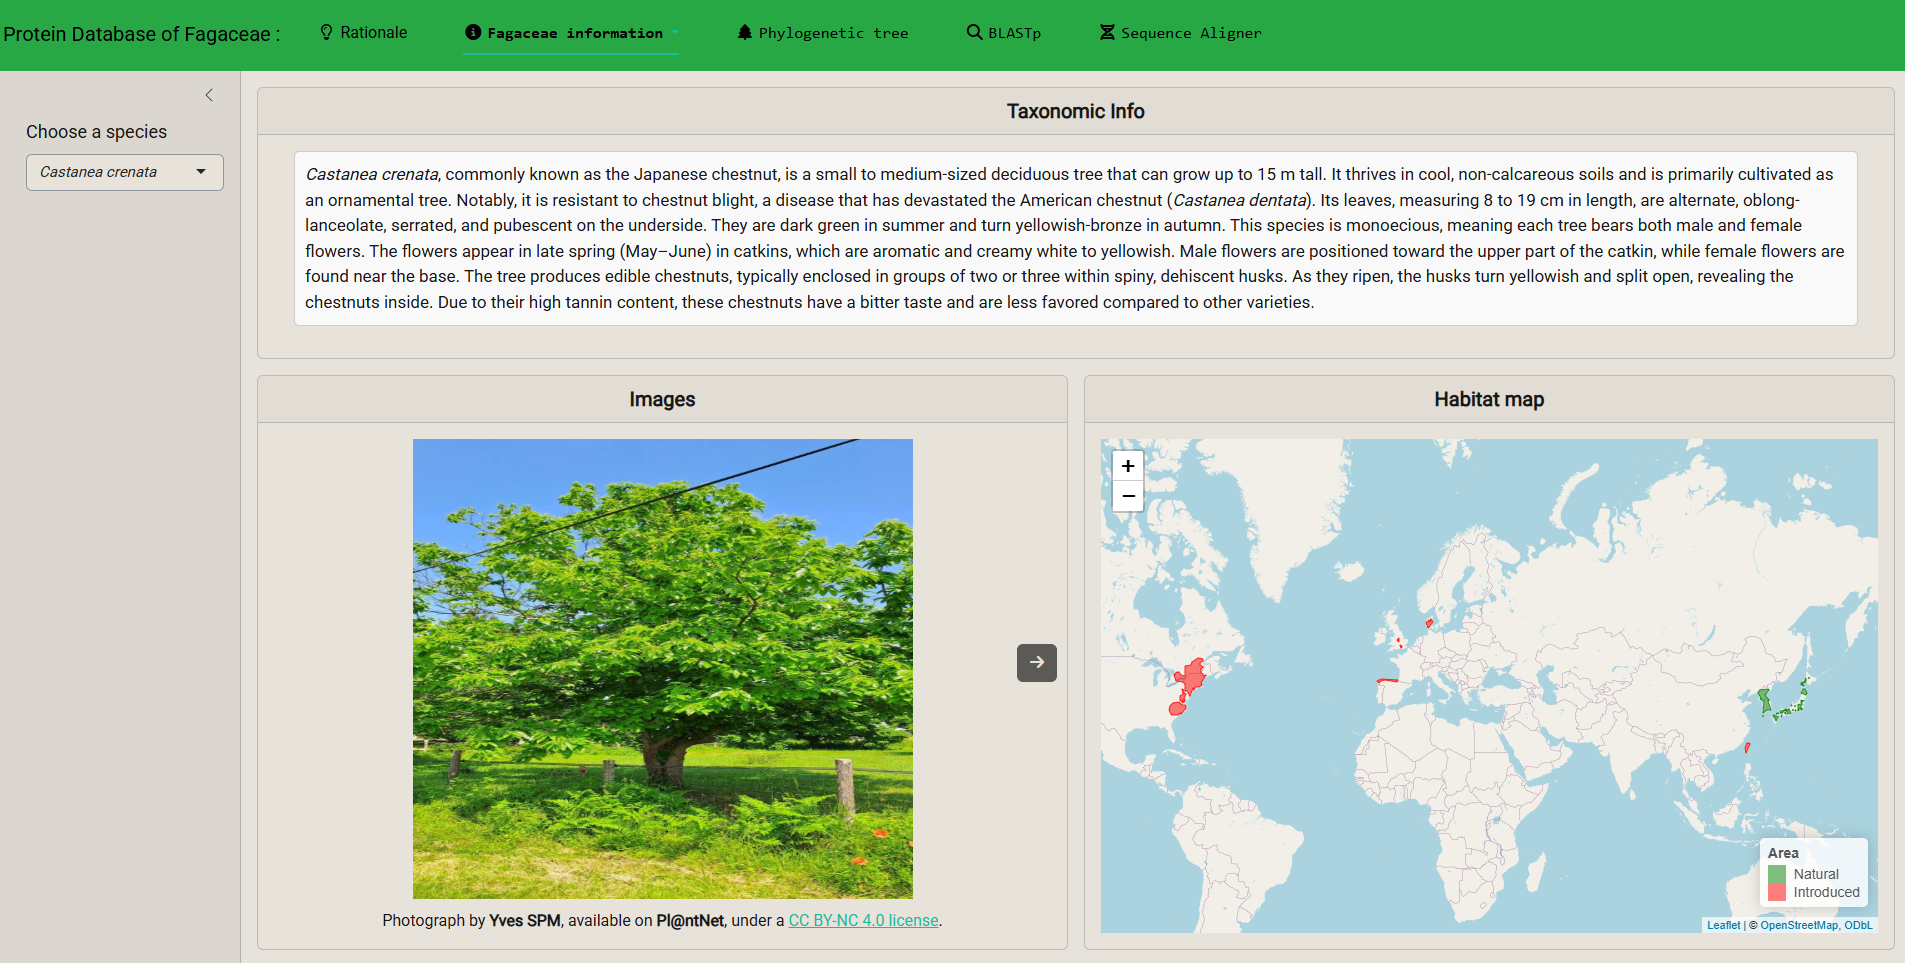 Protein Database of Fagaceae :
Rationale
Fagaceae information
Phylogenetic tree
BLASTp
Sequence Aligner
Choose a species
Castanea crenata
Taxonomic Info
Castanea crenata, commonly known as the Japanese chestnut, is a small to medium-sized deciduous tree that can grow up to 15 m tall. It thrives in cool, non-calcareous soils and is primarily cultivated as
an ornamental tree. Notably, it is resistant to chestnut blight, a disease that has devastated the American chestnut (Castanea dentata). Its leaves, measuring 8 to 19 cm in length, are alternate, oblong-
lanceolate, serrated, and pubescent on the underside. They are dark green in summer and turn yellowish-bronze in autumn. This species is monoecious, meaning each tree bears both male and female
flowers. The flowers appear in late spring (May–June) in catkins, which are aromatic and creamy white to yellowish. Male flowers are positioned toward the upper part of the catkin, while female flowers are
found near the base. The tree produces edible chestnuts, typically enclosed in groups of two or three within spiny, dehiscent husks. As they ripen, the husks turn yellowish and split open, revealing the
chestnuts inside. Due to their high tannin content, these chestnuts have a bitter taste and are less favored compared to other varieties.
Images
Photograph by Yves SPM, available on Pl@ntNet, under a CC BY-NC 4.0 license.
Habitat map
+
−
Area
Natural
Introduced
Leaflet | © OpenStreetMap, ODbL